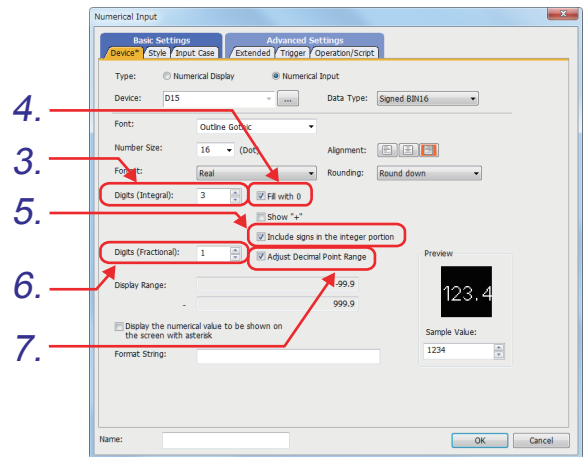 Numerical Input
Basic Settings Advanced Settings
Device* Style Input Case Extended Trigger Operation/Script
Type: Numerical Display Numerical Input
Device: D15 ... Data Type: Signed BIN16
Font: Outline Gothic
4.
Number Size: 16 (Dot) Alignment:
3.
Format: Real Rounding: Round down
Digits (Integral): 3 Fill with 0
5.
Show "+"
Include signs in the integer portion
Digits (Fractional): 1 Adjust Decimal Point Range
Preview
6.
Display Range: -99.9
- 999.9
123.4
Display the numerical value to be shown on
the screen with asterisk
Sample Value:
7.
Format String: 1234
Name: OK Cancel